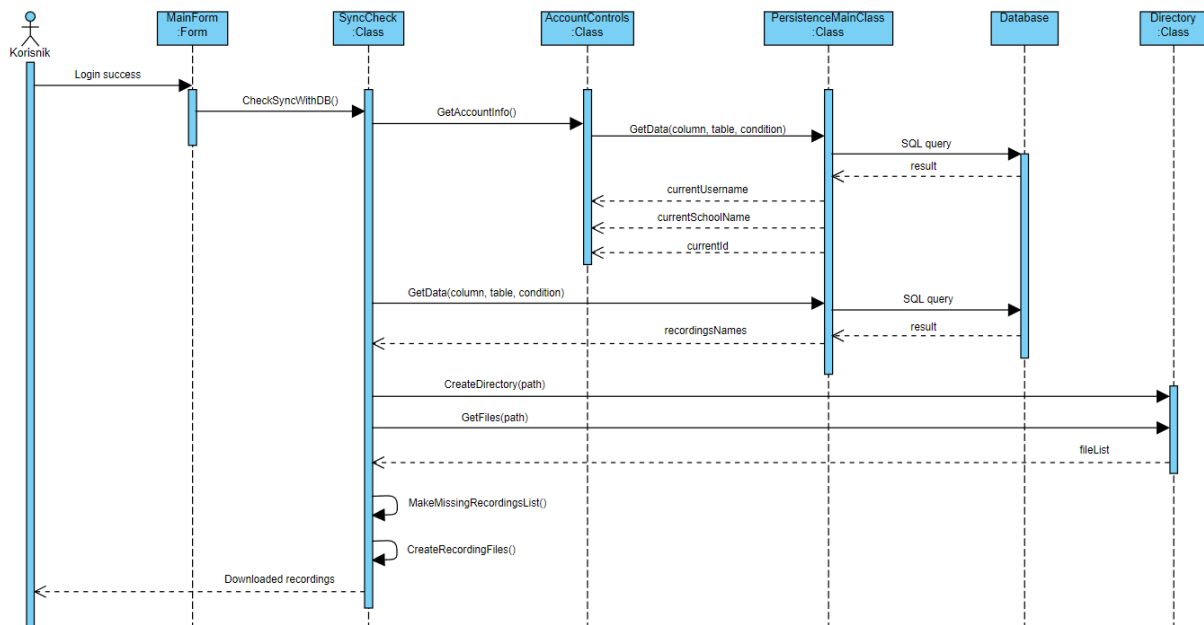 MainForm
:Form
SyncCheck
:Class
AccountControls
:Class
PersistenceMainClass
:Class
Database
Directory
:Class
Korisnik
Login success
CheckSyncWithDB()
GetAccountInfo()
GetData(column, table, condition)
SQL query
result
currentUsername
currentSchoolName
currentId
GetData(column, table, condition)
SQL query
recordingsNames
result
CreateDirectory(path)
GetFiles(path)
fileList
MakeMissingRecordingsList()
CreateRecordingFiles()
Downloaded recordings